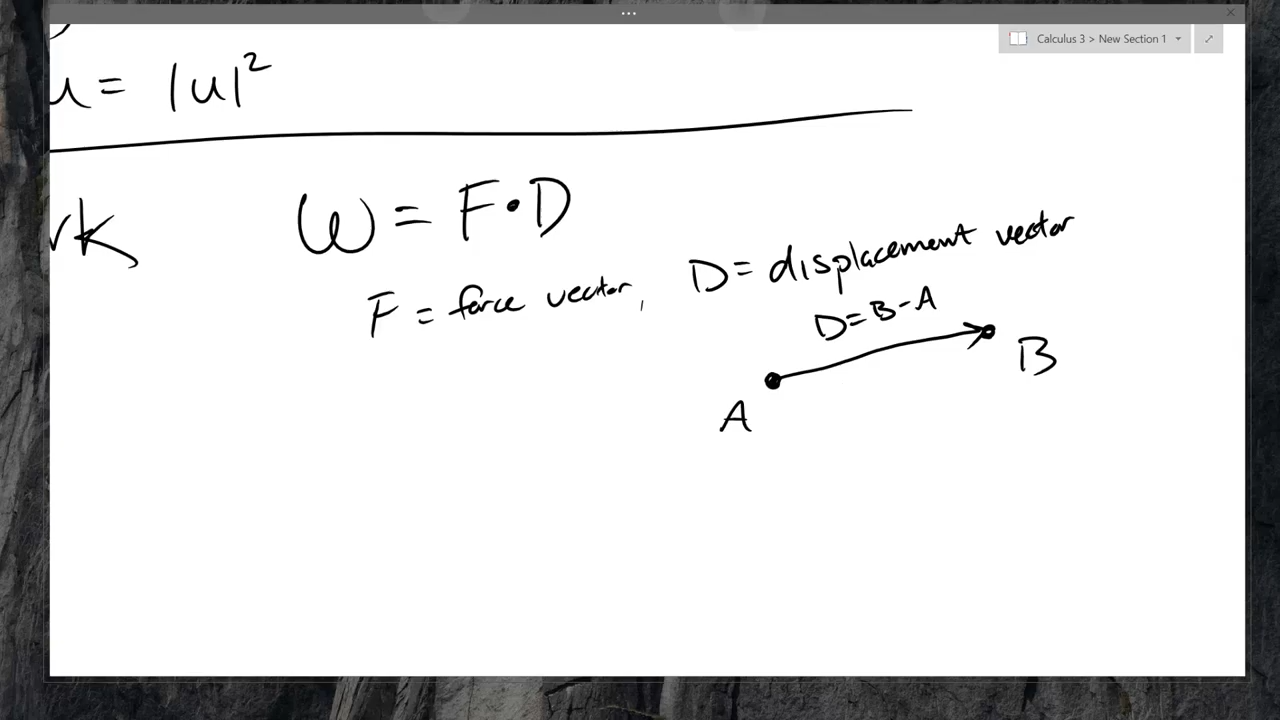 Calculus 3 > New Section 1
u = |u|²
rk
W = F · D
F = force vector, D = displacement vector
D = B - A
A
B